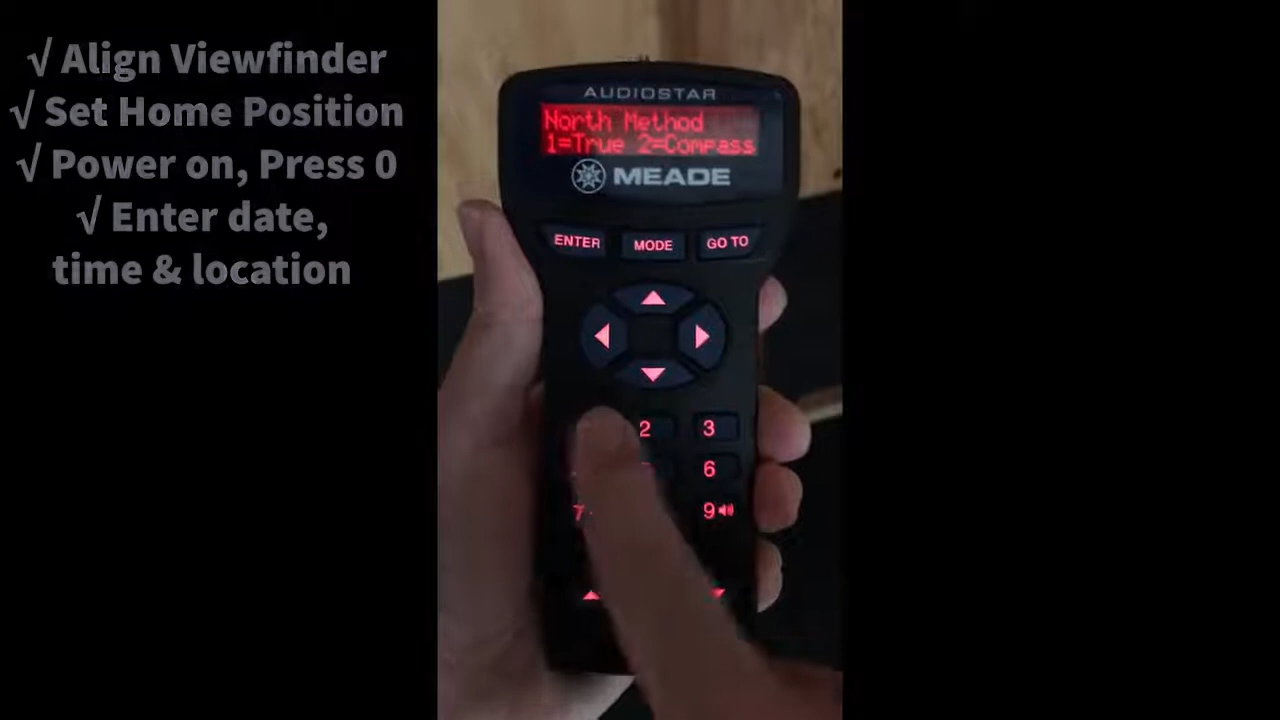 √ Align Viewfinder
√ Set Home Position
√ Power on, Press 0
√ Enter date,
time & location
AUDIOSTAR
North Method
1=True 2=Compass
MEADE
ENTER MODE GO TO
2 3
6
7 9